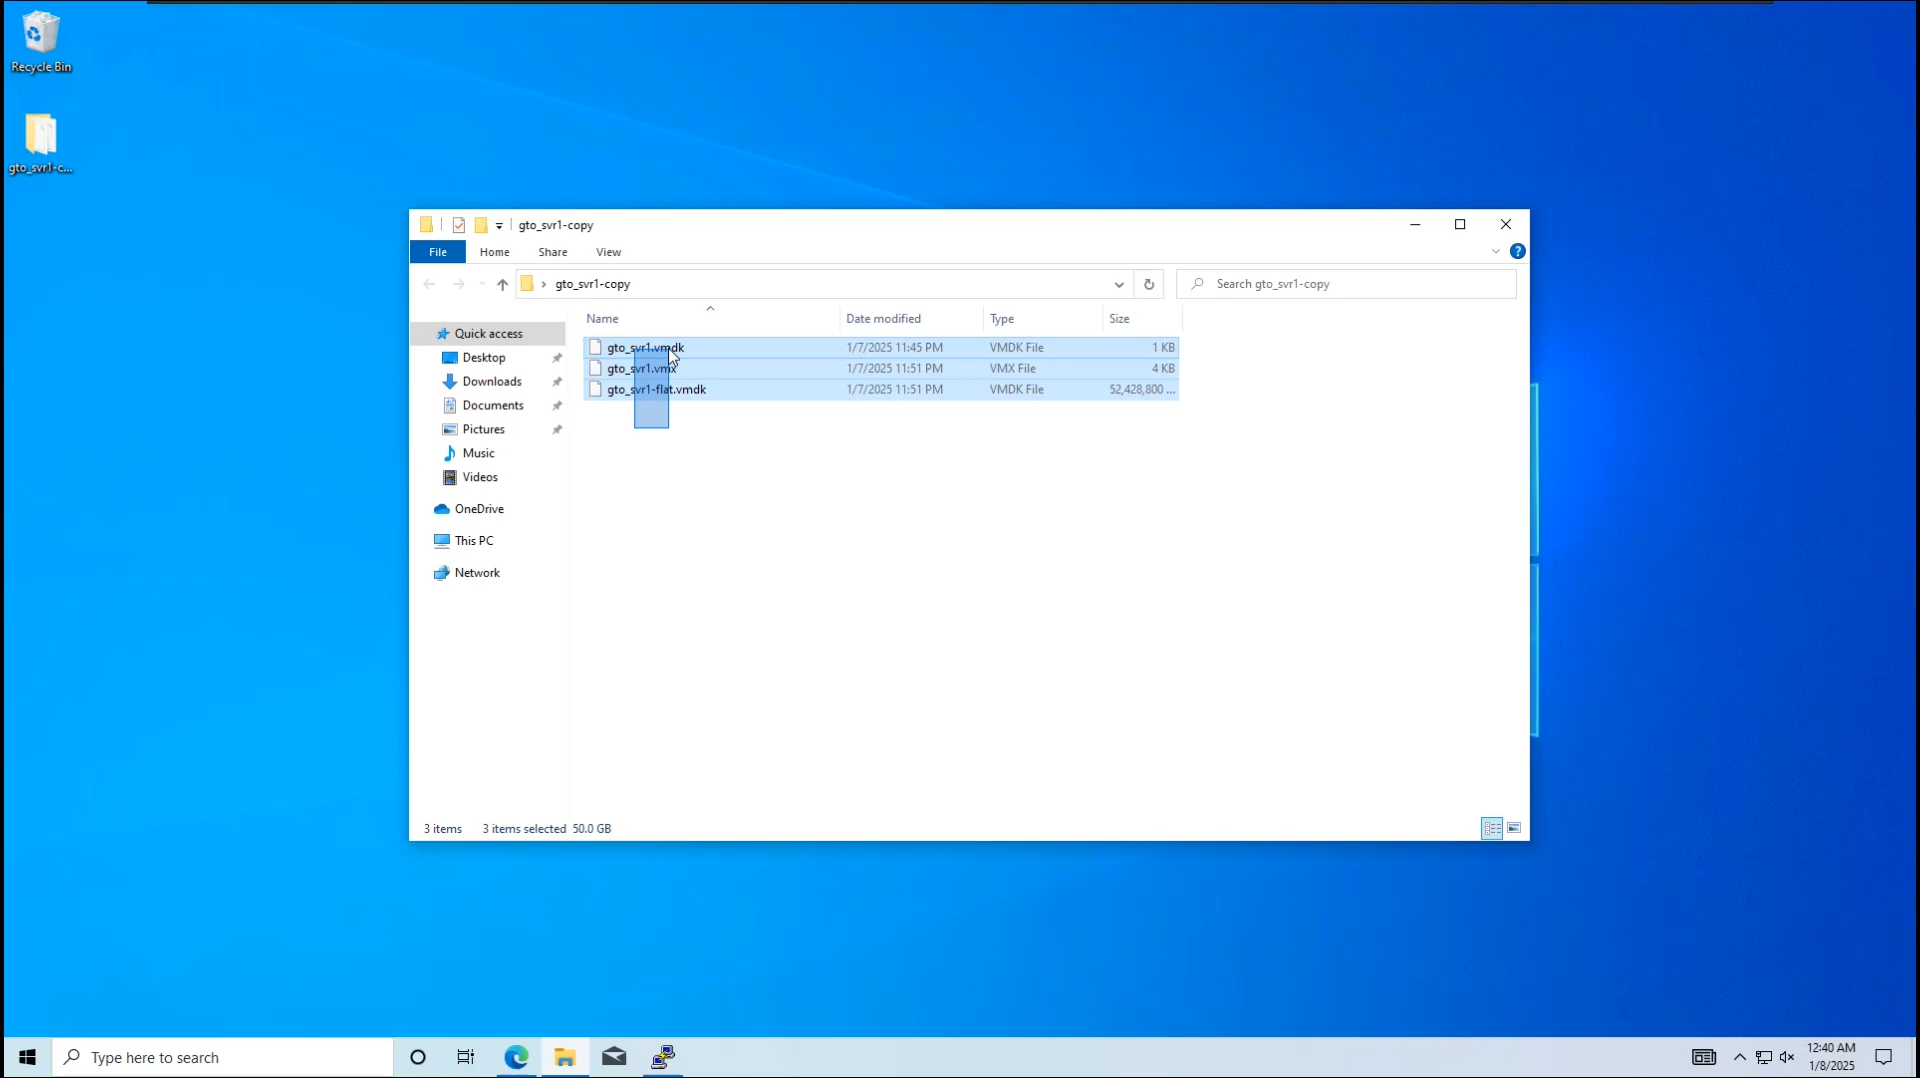 Recycle Bin
gto_svr1-c...
gto_svr1-copy
File Home Share View
gto_svr1-copy
Search gto_svr1-copy
Name Date modified Type Size
Quick access
Desktop
Downloads
Documents
Pictures
Music
Videos
OneDrive
This PC
Network
gto_svr1.vmdk 1/7/2025 11:45 PM VMDK File 1 KB
gto_svr1.vmx 1/7/2025 11:51 PM VMX File 4 KB
gto_svr1-flat.vmdk 1/7/2025 11:51 PM VMDK File 52,428,800 ...
3 items 3 items selected 50.0 GB
Type here to search
12:40 AM
1/8/2025